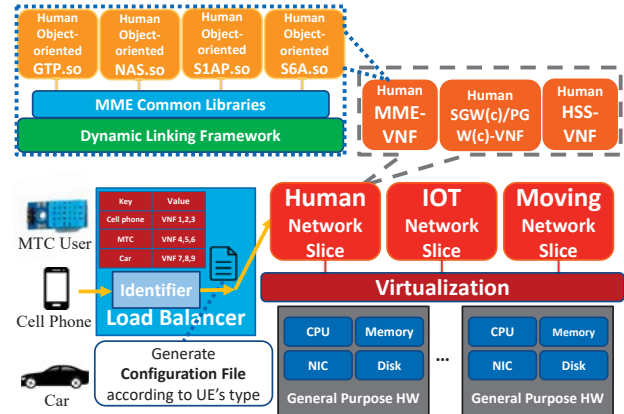 Human
Object-
oriented
GTP.so
Human
Object-
oriented
NAS.so
Human
Object-
oriented
S1AP.so
Human
Object-
oriented
S6A.so
MME Common Libraries
Dynamic Linking Framework
Human
MME-
VNF
Human
SGW(c)/PG
W(c)-VNF
Human
HSS-
VNF
MTC User
Cell Phone
Car
Key Value
Cell phone VNF 1,2,3
MTC VNF 4,5,6
Car VNF 7,8,9
Identifier
Load Balancer
Generate
Configuration File
according to UE's type
Human
Network
Slice
IOT
Network
Slice
Moving
Network
Slice
Virtualization
CPU Memory
NIC Disk
General Purpose HW
...
CPU Memory
NIC Disk
General Purpose HW